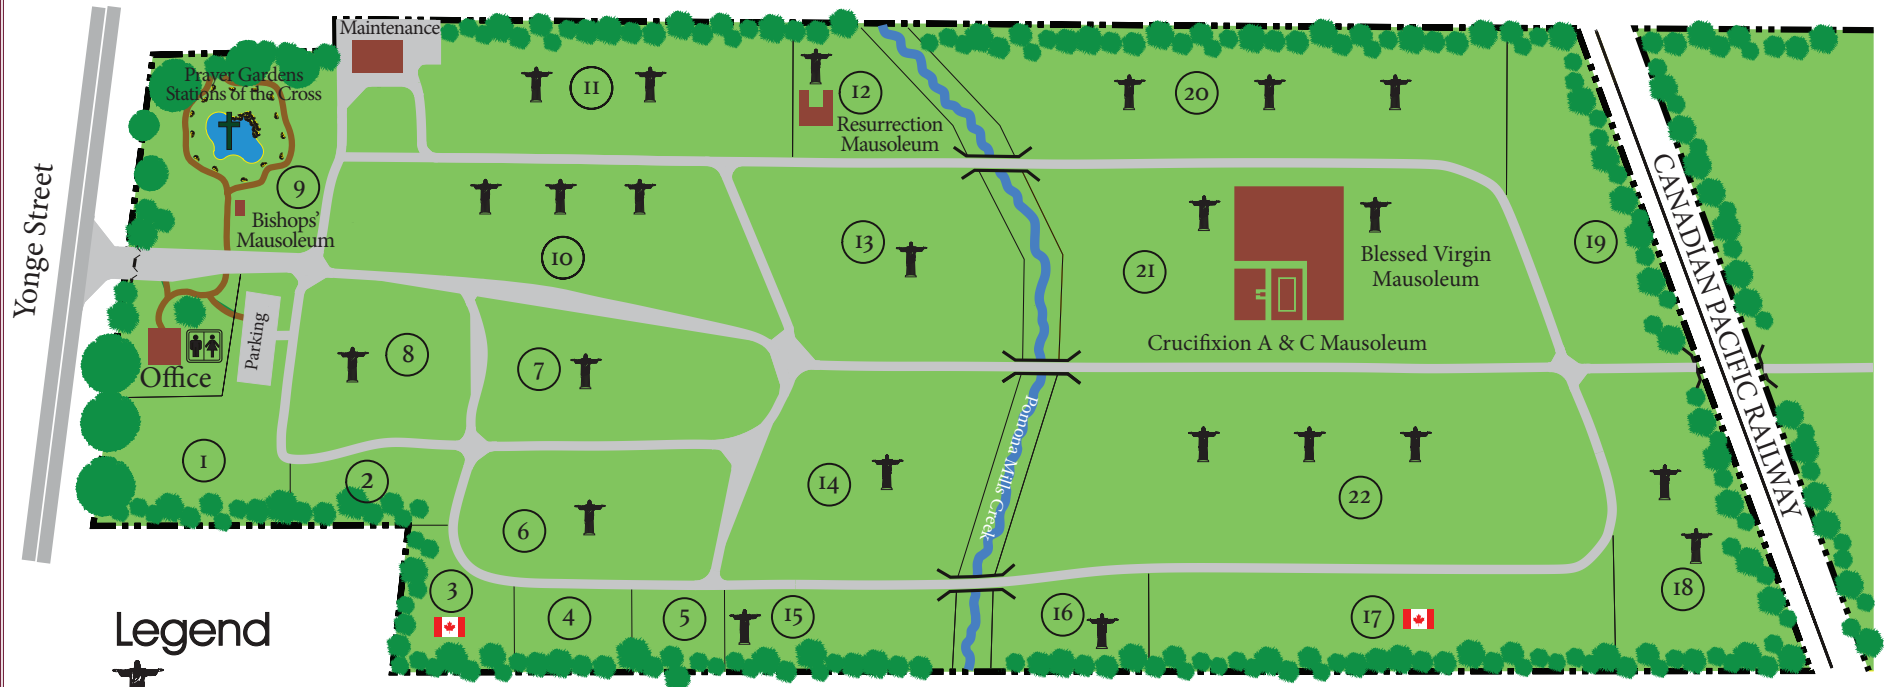 Maintenance
Prayer Gardens
Stations of the Cross
11
12
20
Resurrection
Mausoleum
9
Bishops'
Mausoleum
10
13
21
19
Blessed Virgin
Mausoleum
Crucifixion A & C Mausoleum
Yonge Street
CANADIAN PACIFIC RAILWAY
Parking
Office
8
7
1
2
6
14
Pomona Mills Creek
22
3
4
5
15
16
17
18
Legend